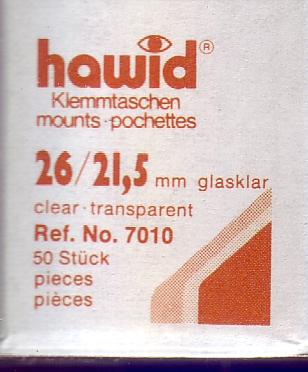 hawid®
Klemmtaschen
mounts·pochettes
26/21,5 mm glasklar
clear·transparent
Ref. No. 7010
50 Stück
pieces
pièces